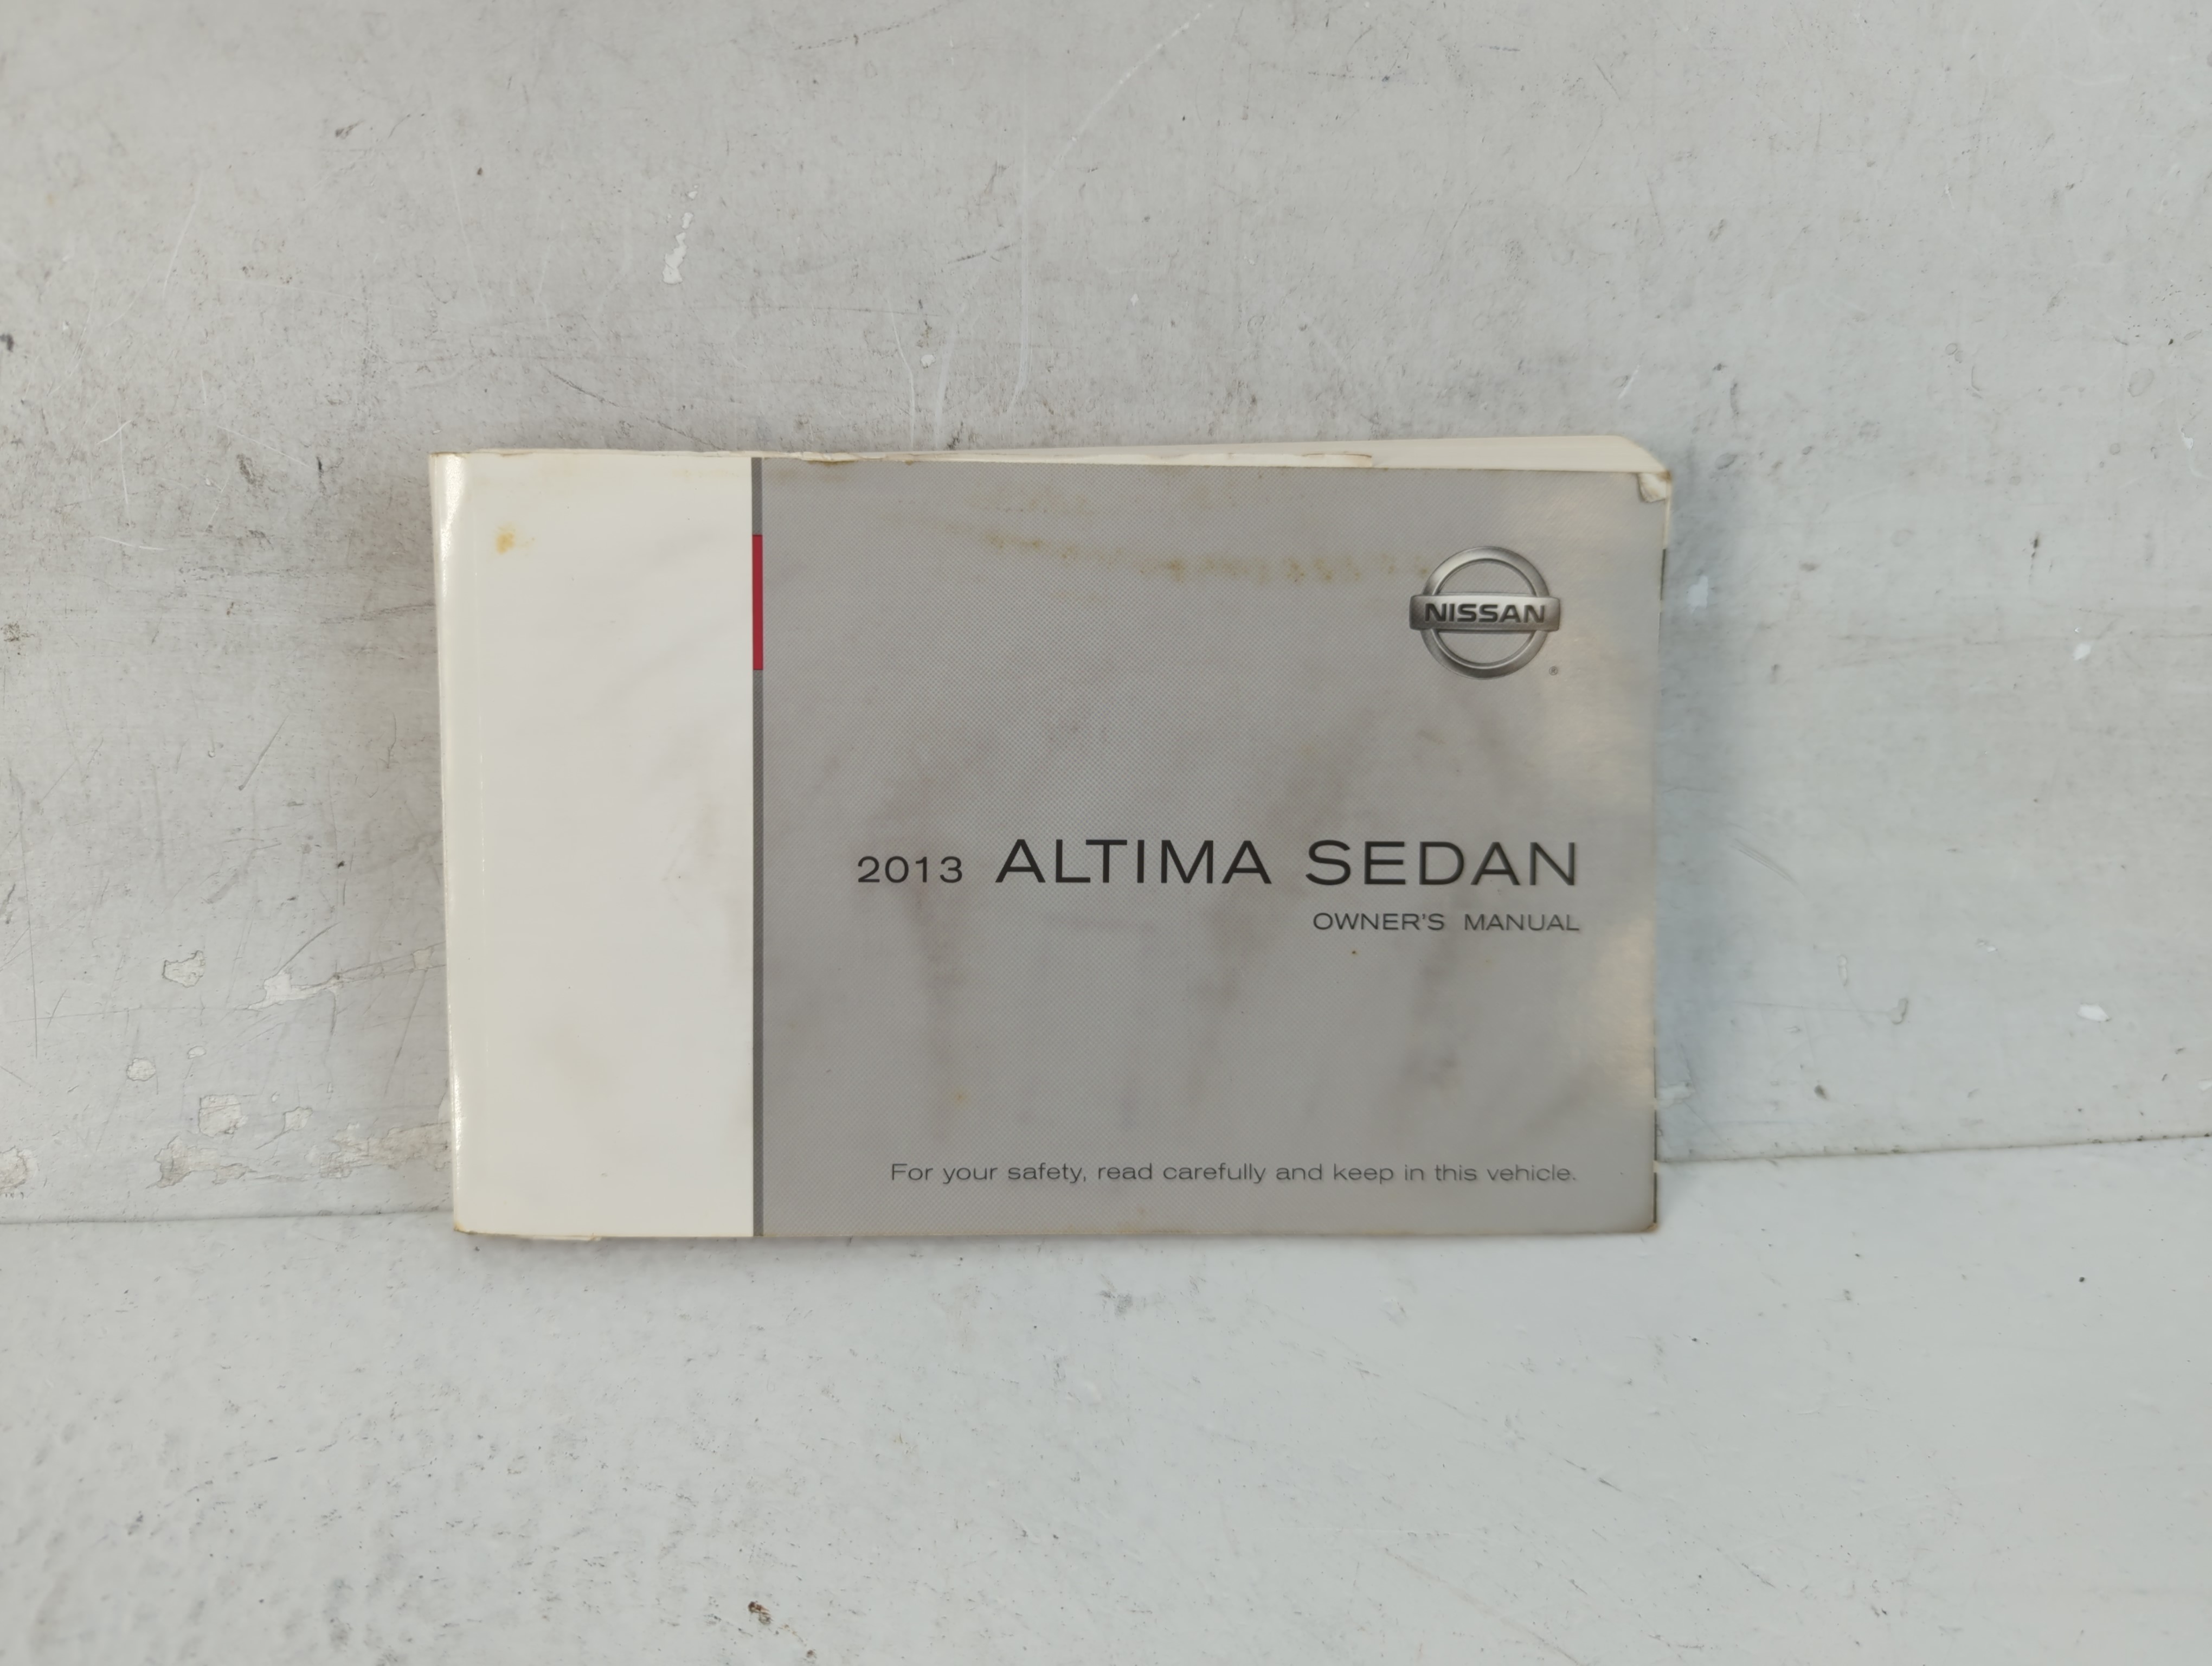 NISSAN
®
2013 ALTIMA SEDAN
OWNER'S MANUAL
For your safety, read carefully and keep in this vehicle.